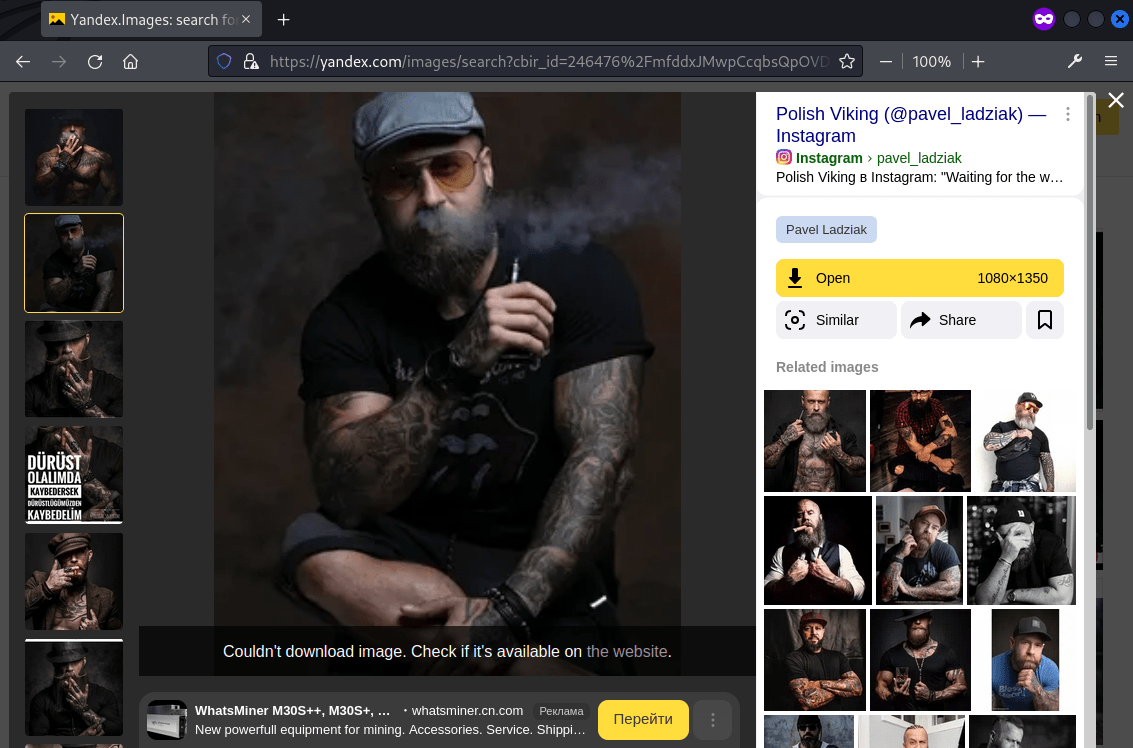 Yandex.Images: search fo
https://yandex.com/images/search?cbir_id=246476%2FmfddxJMwpCcqbsQpOVD
100%
Polish Viking (@pavel_ladziak) —
Instagram
Instagram › pavel_ladziak
Polish Viking в Instagram: "Waiting for the w…
Pavel Ladziak
Open 1080×1350
Similar
Share
Related images
DÜRÜST
OLALIMDA
KAYBEDERSEK
DÜRÜSTLÜĞÜMÜZDEN
KAYBEDELİM
Couldn't download image. Check if it's available on the website.
WhatsMiner M30S++, M30S+, … · whatsminer.cn.com Реклама
New powerfull equipment for mining. Accessories. Service. Shippi…
Перейти